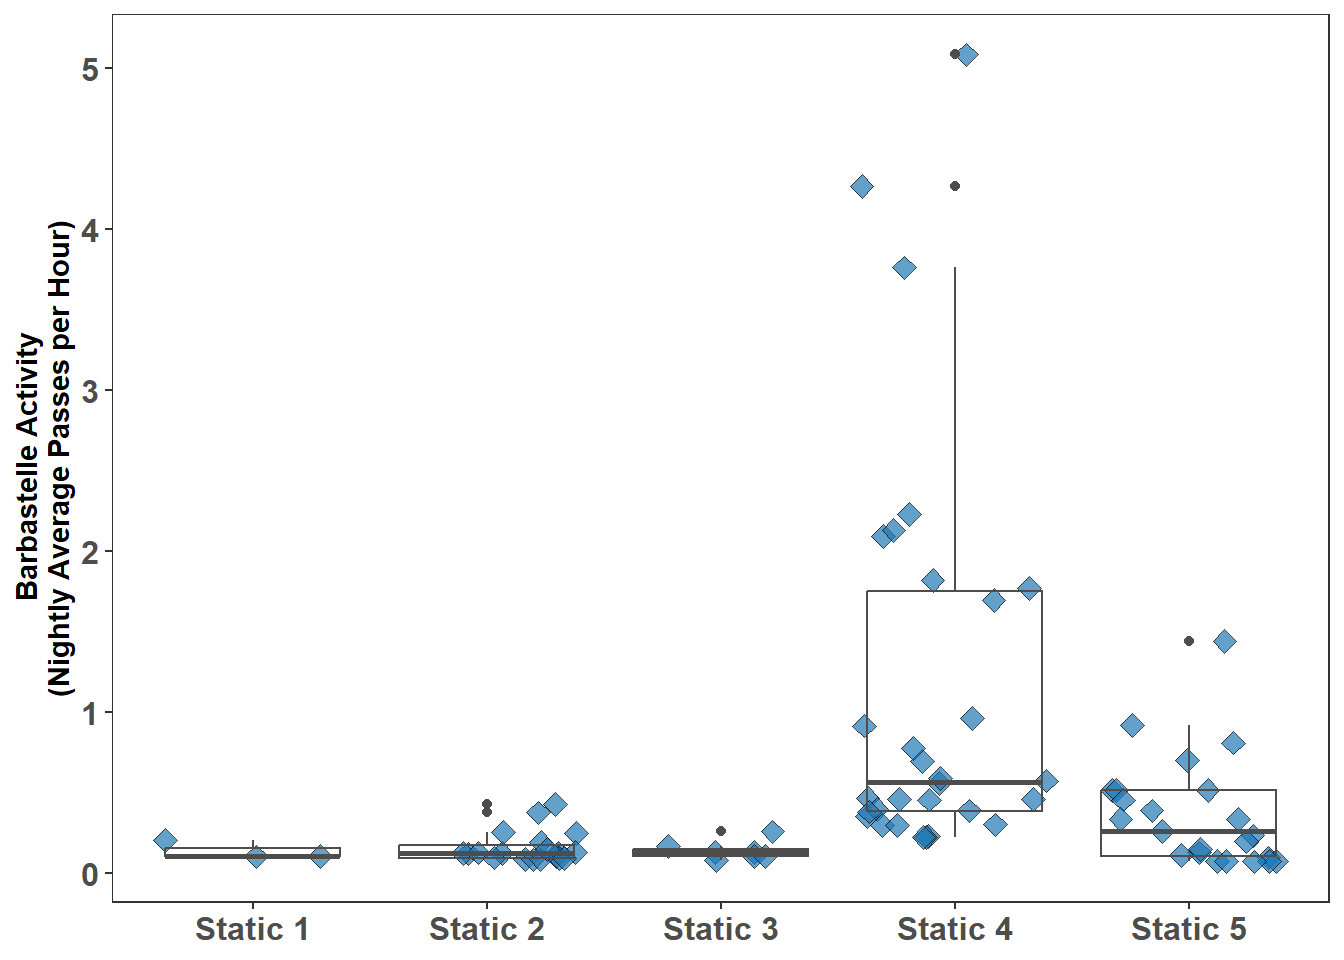 Barbastelle Activity
(Nightly Average Passes per Hour)
5
4
3
2
1
0
Static 1
Static 2
Static 3
Static 4
Static 5